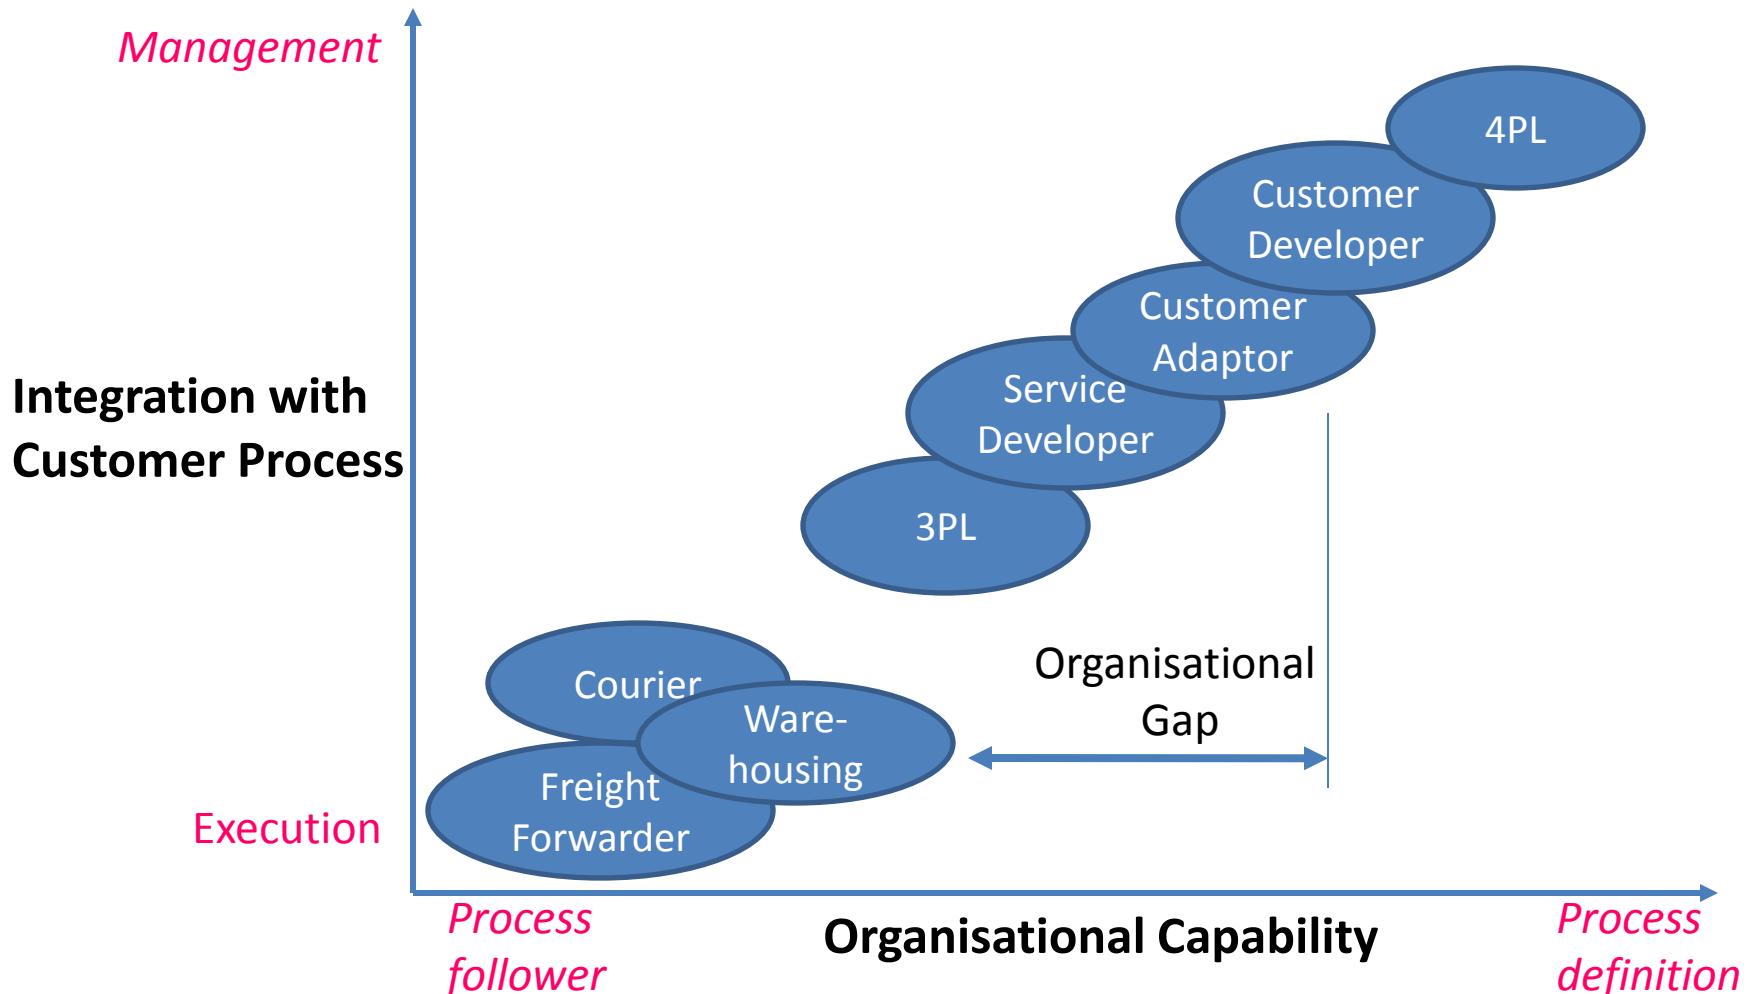 Management
4PL
Customer
Developer
Customer
Adaptor
Integration with
Customer Process
Service
Developer
3PL
Organisational
Gap
Courier
Ware-
housing
Freight
Forwarder
Execution
Process
follower
Organisational Capability
Process
definition